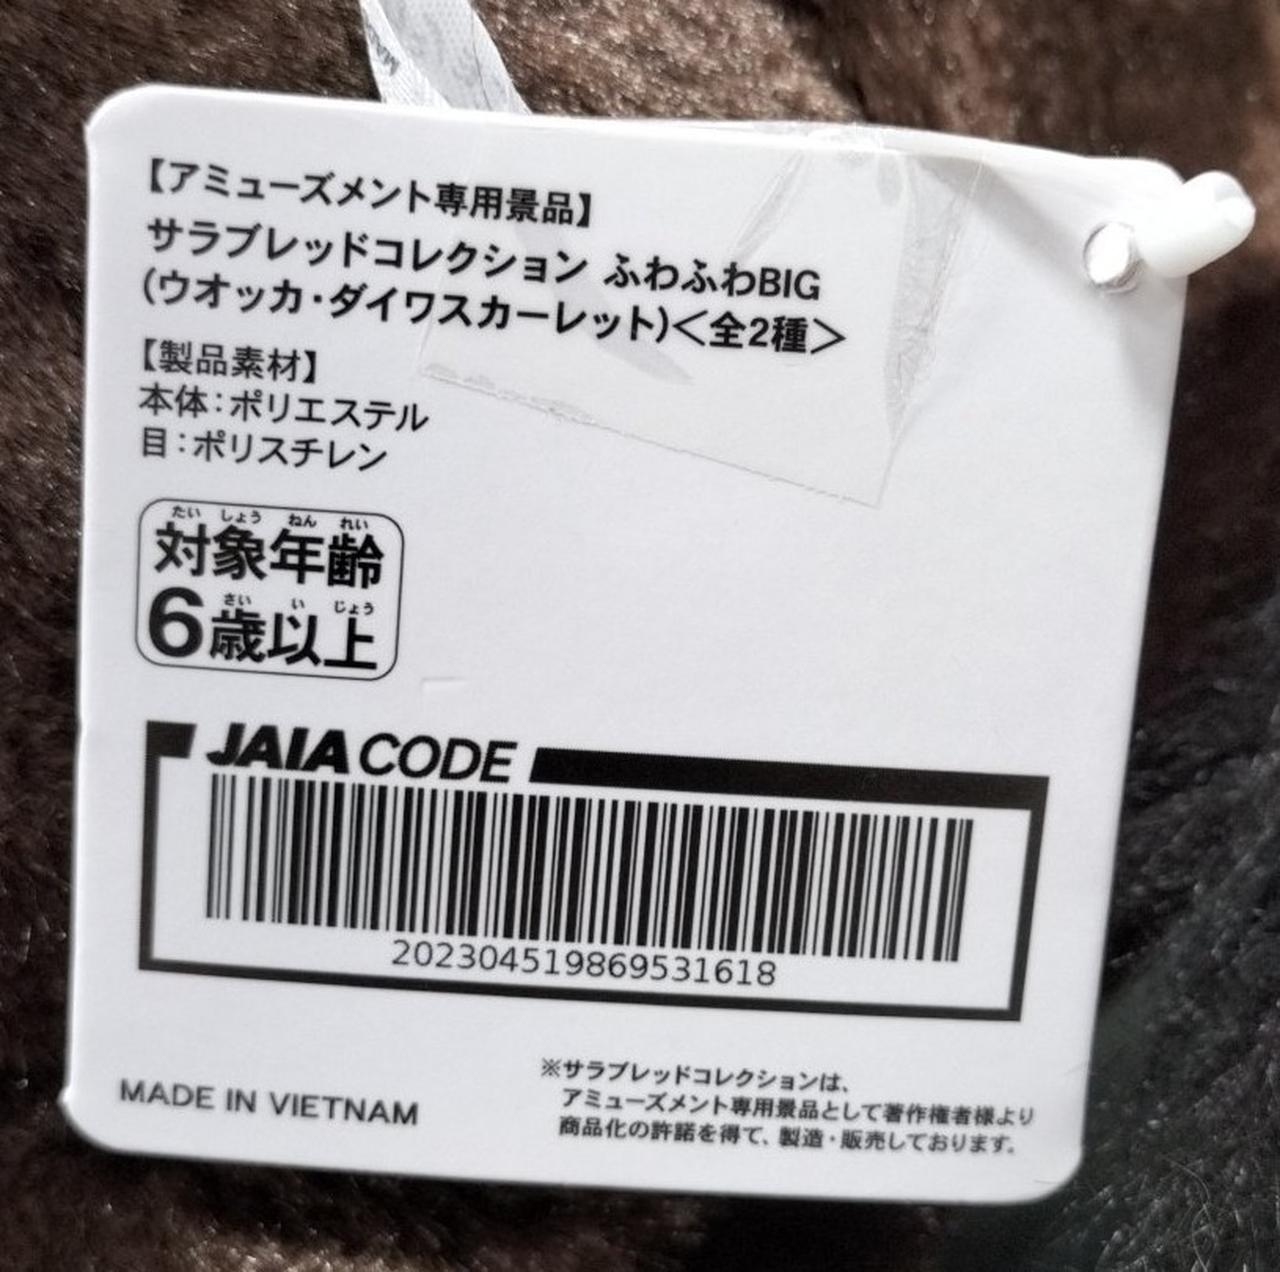 【アミューズメント専用景品】
サラブレッドコレクション ふわふわBIG
(ウオッカ・ダイワスカーレット)＜全2種＞
【製品素材】
本体：ポリエステル
目：ポリスチレン
たい しょう ねん れい
対象年齢
さい い じょう
6歳以上
JAIA CODE
202304519869531618
MADE IN VIETNAM
※サラブレッドコレクションは、
アミューズメント専用景品として著作権者様より
商品化の許諾を得て、製造・販売しております。